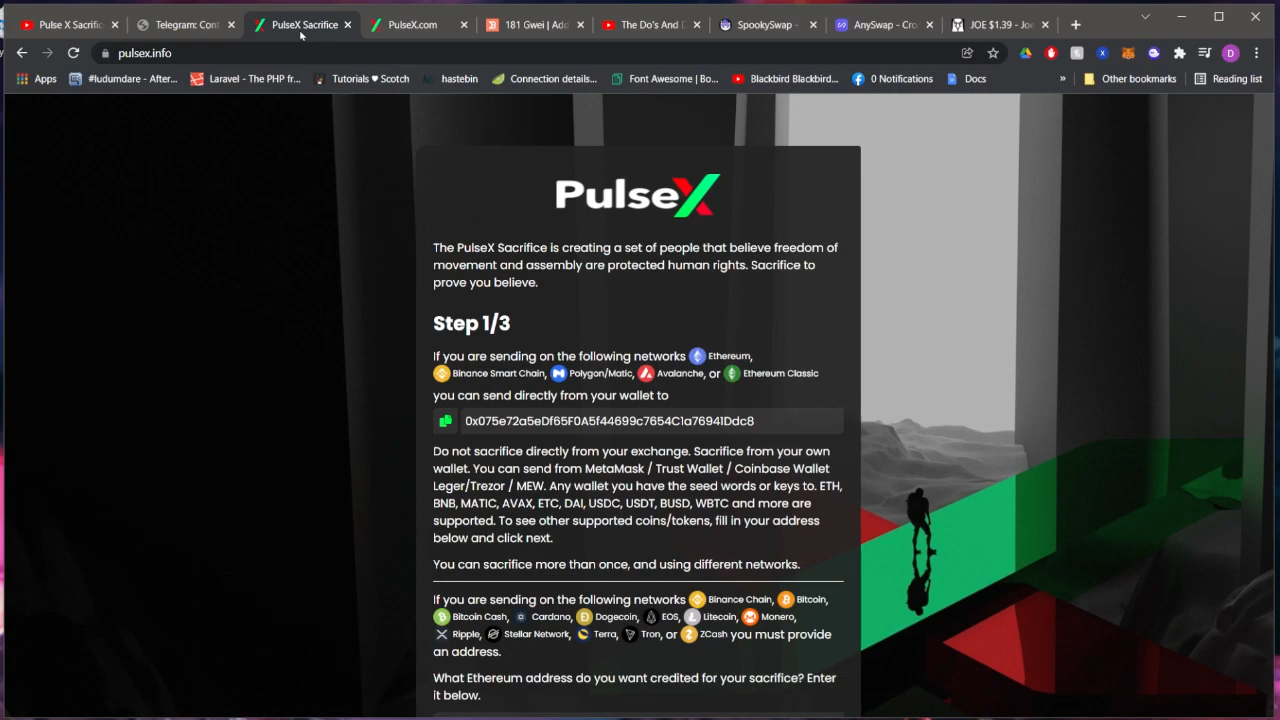 Pulse X Sacrific
Telegram: Cont
PulseX Sacrifice
PulseX.com
181 Gwei | Add
The Do's And D
SpookySwap -
AnySwap - Cro
JOE $1.39 - Joe
pulsex.info
Apps
#ludumdare - After...
Laravel - The PHP fr...
Tutorials ♥ Scotch
hastebin
Connection details...
Font Awesome | Bo...
Blackbird Blackbird...
0 Notifications
Docs
»
Other bookmarks
Reading list
PulseX
The PulseX Sacrifice is creating a set of people that believe freedom of
movement and assembly are protected human rights. Sacrifice to
prove you believe.
Step 1/3
If you are sending on the following networks Ethereum,
Binance Smart Chain, Polygon/Matic, Avalanche, or Ethereum Classic
you can send directly from your wallet to
0x075e72a5eDf65F0A5f44699c7654C1a76941Ddc8
Do not sacrifice directly from your exchange. Sacrifice from your own
wallet. You can send from MetaMask / Trust Wallet / Coinbase Wallet
Leger/Trezor / MEW. Any wallet you have the seed words or keys to. ETH,
BNB, MATIC, AVAX, ETC, DAI, USDC, USDT, BUSD, WBTC and more are
supported. To see other supported coins/tokens, fill in your address
below and click next.
You can sacrifice more than once, and using different networks.
If you are sending on the following networks Binance Chain, Bitcoin,
Bitcoin Cash, Cardano, Dogecoin, EOS, Litecoin, Monero,
Ripple, Stellar Network, Terra, Tron, or ZCash you must provide
an address.
What Ethereum address do you want credited for your sacrifice? Enter
it below.